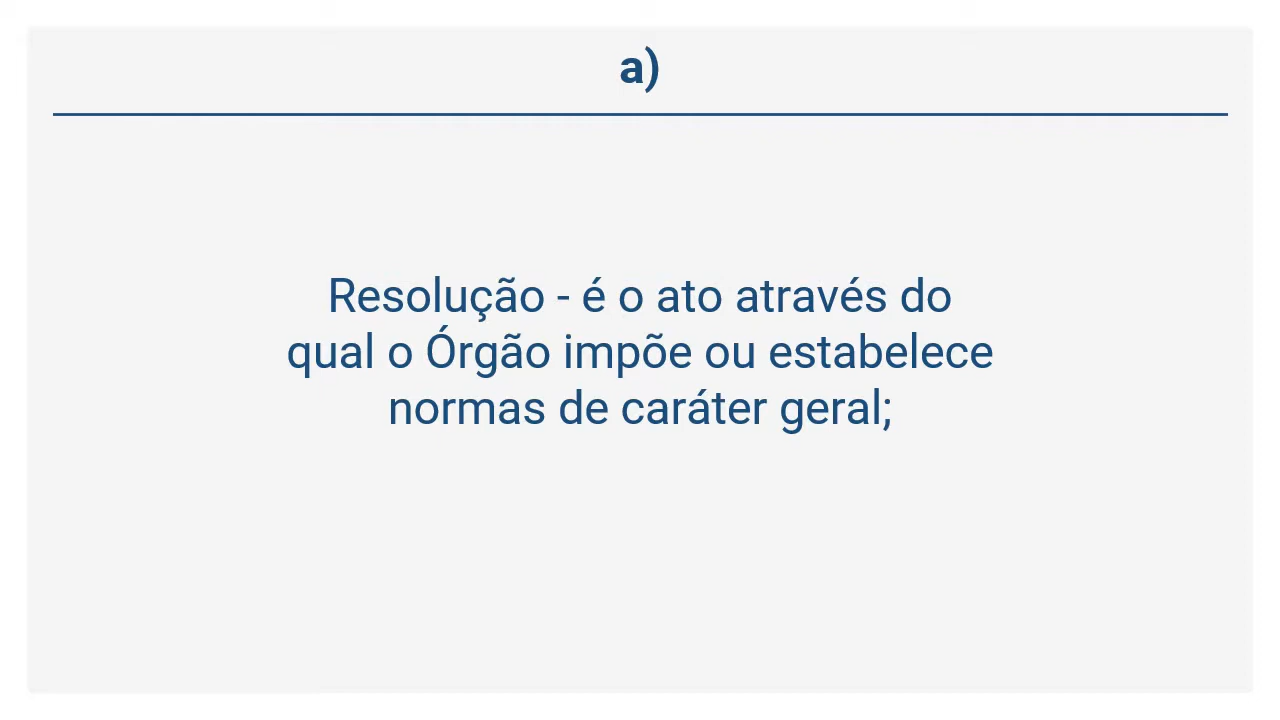 a)
Resolução - é o ato através do
qual o Órgão impõe ou estabelece
normas de caráter geral;